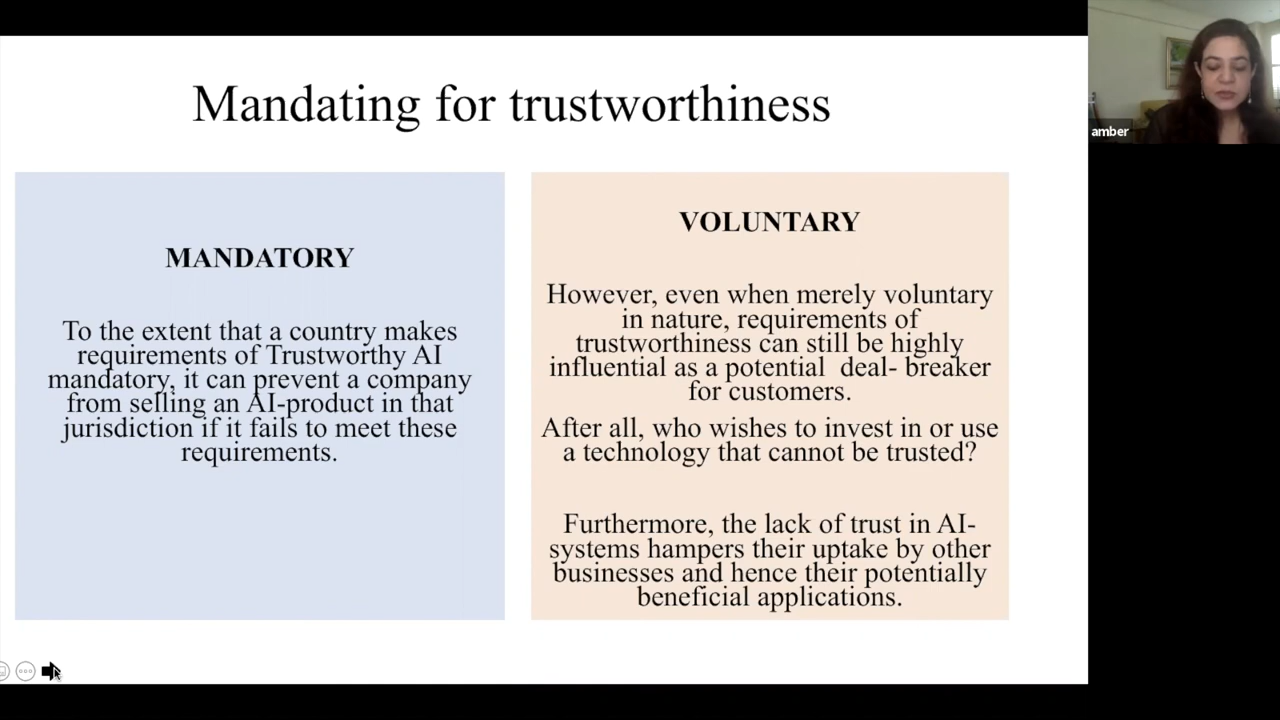 Mandating for trustworthiness
MANDATORY
To the extent that a country makes
requirements of Trustworthy AI
mandatory, it can prevent a company
from selling an AI-product in that
jurisdiction if it fails to meet these
requirements.
VOLUNTARY
However, even when merely voluntary
in nature, requirements of
trustworthiness can still be highly
influential as a potential deal- breaker
for customers.
After all, who wishes to invest in or use
a technology that cannot be trusted?
Furthermore, the lack of trust in AI-
systems hampers their uptake by other
businesses and hence their potentially
beneficial applications.
amber